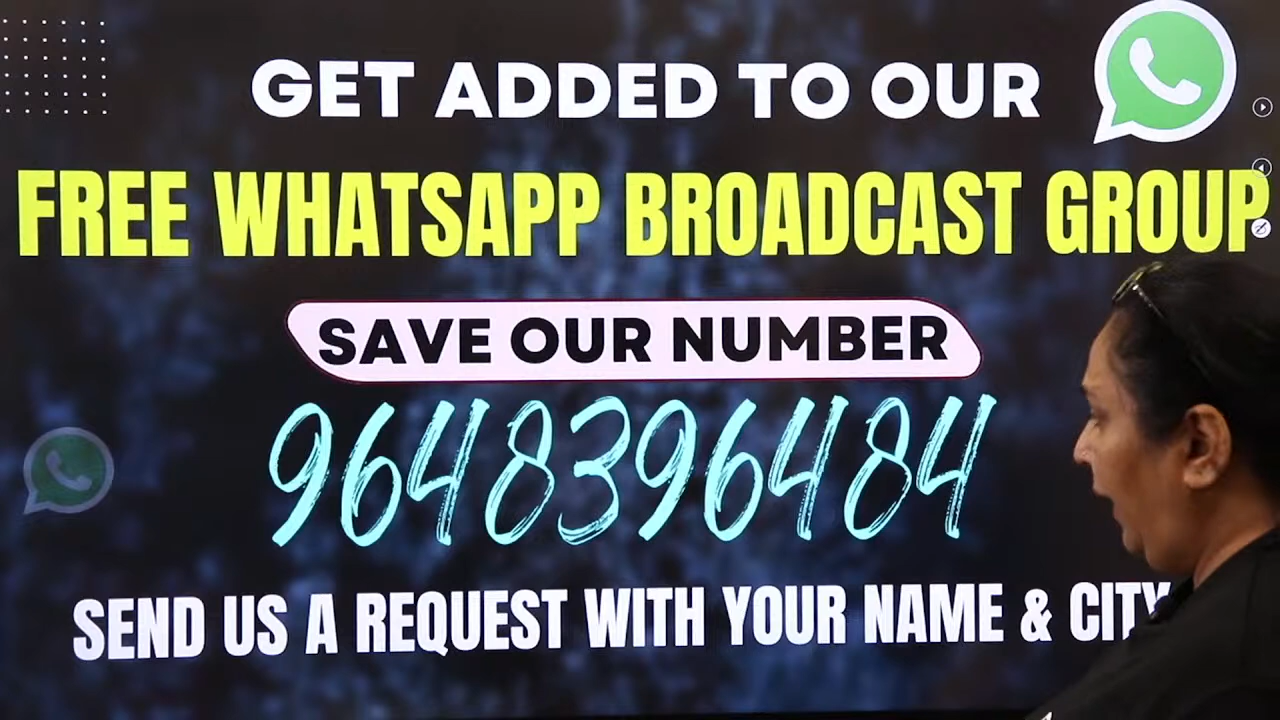 GET ADDED TO OUR
FREE WHATSAPP BROADCAST GROUP
SAVE OUR NUMBER
9648396484
SEND US A REQUEST WITH YOUR NAME & CITY